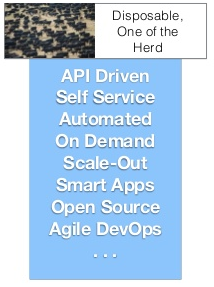 Disposable,
One of the
Herd
API Driven
Self Service
Automated
On Demand
Scale-Out
Smart Apps
Open Source
Agile DevOps
. . .